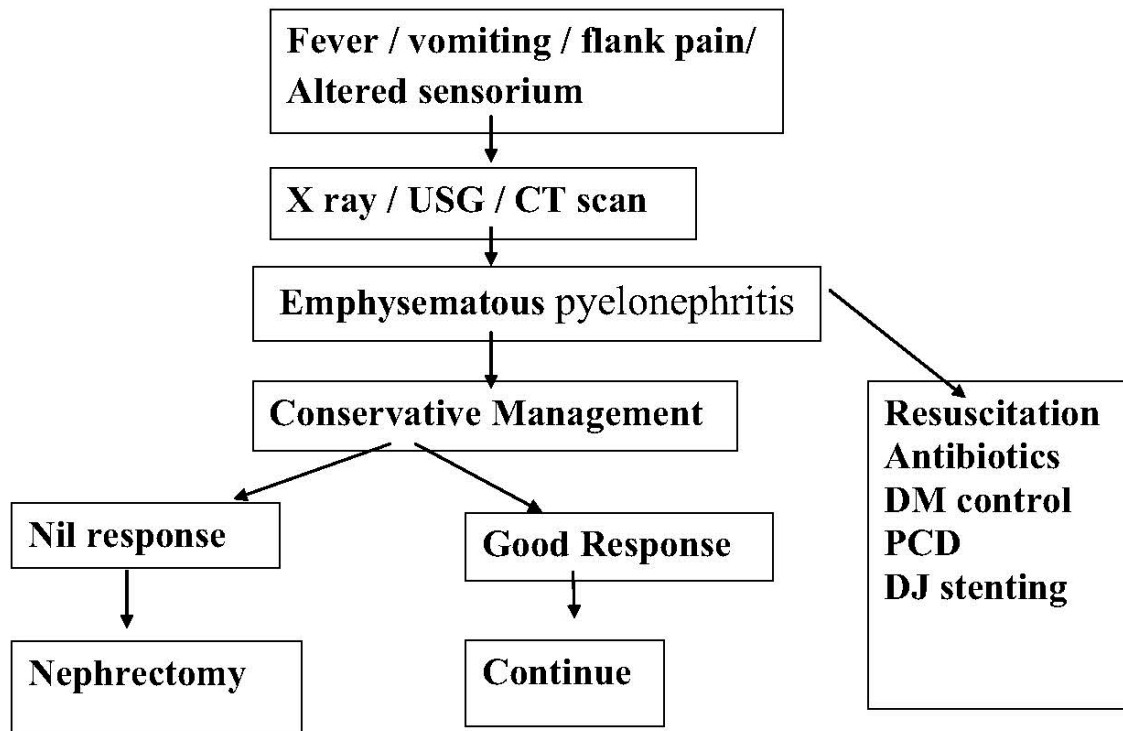 Fever / vomiting / flank pain/
Altered sensorium
X ray / USG / CT scan
Emphysematous pyelonephritis
Conservative Management
Resuscitation
Antibiotics
DM control
PCD
DJ stenting
Nil response
Good Response
Nephrectomy
Continue